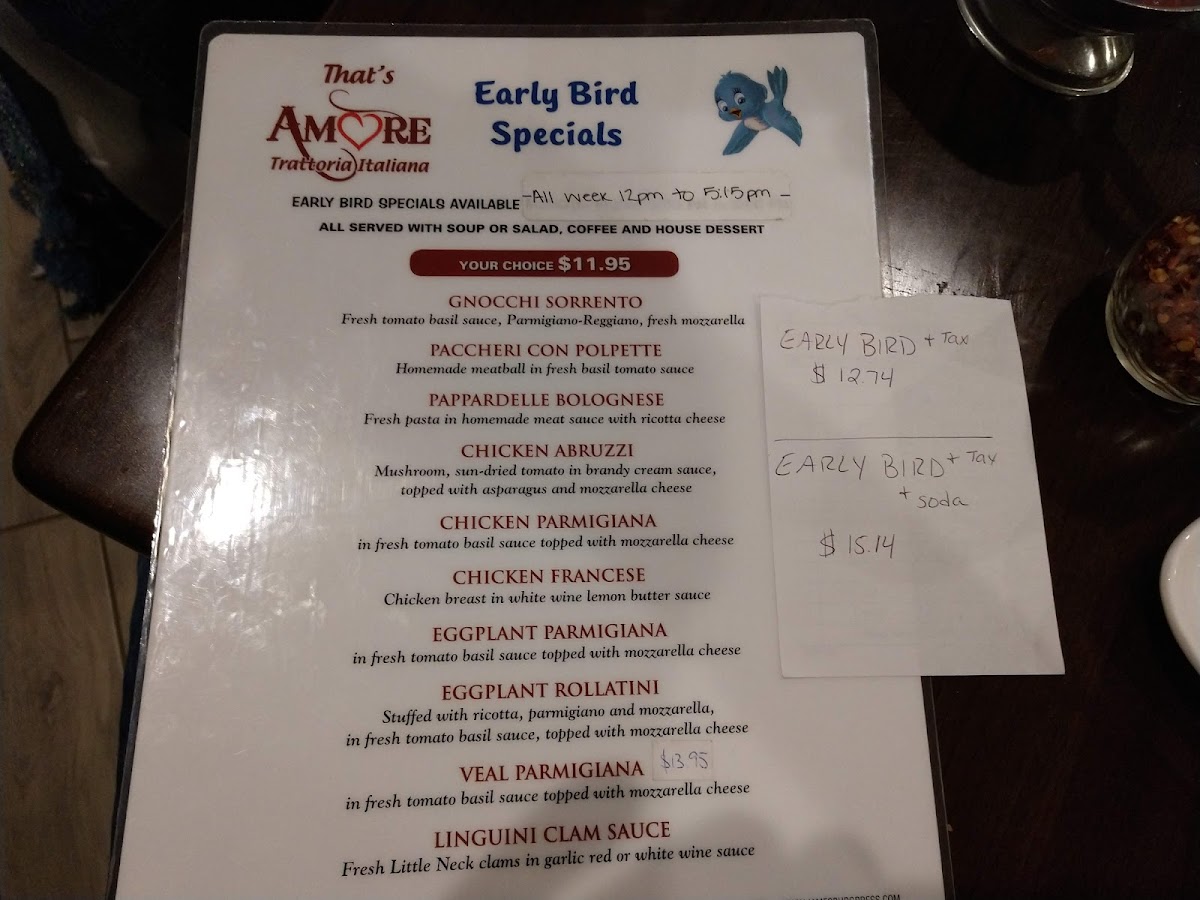 That's
AMORE
Trattoria Italiana
Early Bird
Specials
EARLY BIRD SPECIALS AVAILABLE -All week 12pm to 5:15pm -
ALL SERVED WITH SOUP OR SALAD, COFFEE AND HOUSE DESSERT
YOUR CHOICE $11.95
GNOCCHI SORRENTO
Fresh tomato basil sauce, Parmigiano-Reggiano, fresh mozzarella
PACCHERI CON POLPETTE
Homemade meatball in fresh basil tomato sauce
PAPPARDELLE BOLOGNESE
Fresh pasta in homemade meat sauce with ricotta cheese
CHICKEN ABRUZZI
Mushroom, sun-dried tomato in brandy cream sauce,
topped with asparagus and mozzarella cheese
CHICKEN PARMIGIANA
in fresh tomato basil sauce topped with mozzarella cheese
CHICKEN FRANCESE
Chicken breast in white wine lemon butter sauce
EGGPLANT PARMIGIANA
in fresh tomato basil sauce topped with mozzarella cheese
EGGPLANT ROLLATINI
Stuffed with ricotta, parmigiano and mozzarella,
in fresh tomato basil sauce, topped with mozzarella cheese
VEAL PARMIGIANA $13.95
in fresh tomato basil sauce topped with mozzarella cheese
LINGUINI CLAM SAUCE
Fresh Little Neck clams in garlic red or white wine sauce
EARLY BIRD + Tax
$ 12.74
EARLY BIRD + Tax
+ soda
$ 15.14